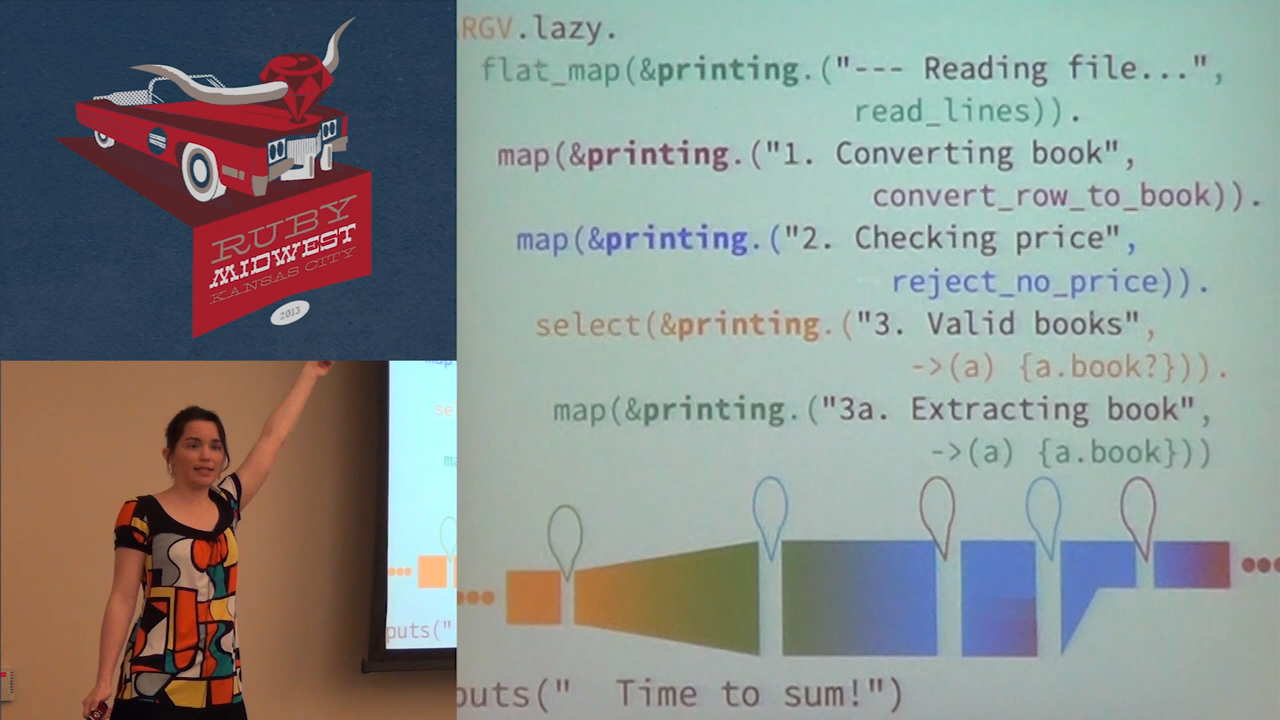 RUBY
MIDWEST
KANSAS CITY
2013
RGV.lazy.
flat_map(&printing.("--- Reading file...",
read_lines)).
map(&printing.("1. Converting book",
convert_row_to_book)).
map(&printing.("2. Checking price",
reject_no_price)).
select(&printing.("3. Valid books",
->(a) {a.book?})).
map(&printing.("3a. Extracting book",
->(a) {a.book}))
puts("  Time to sum!")
puts("